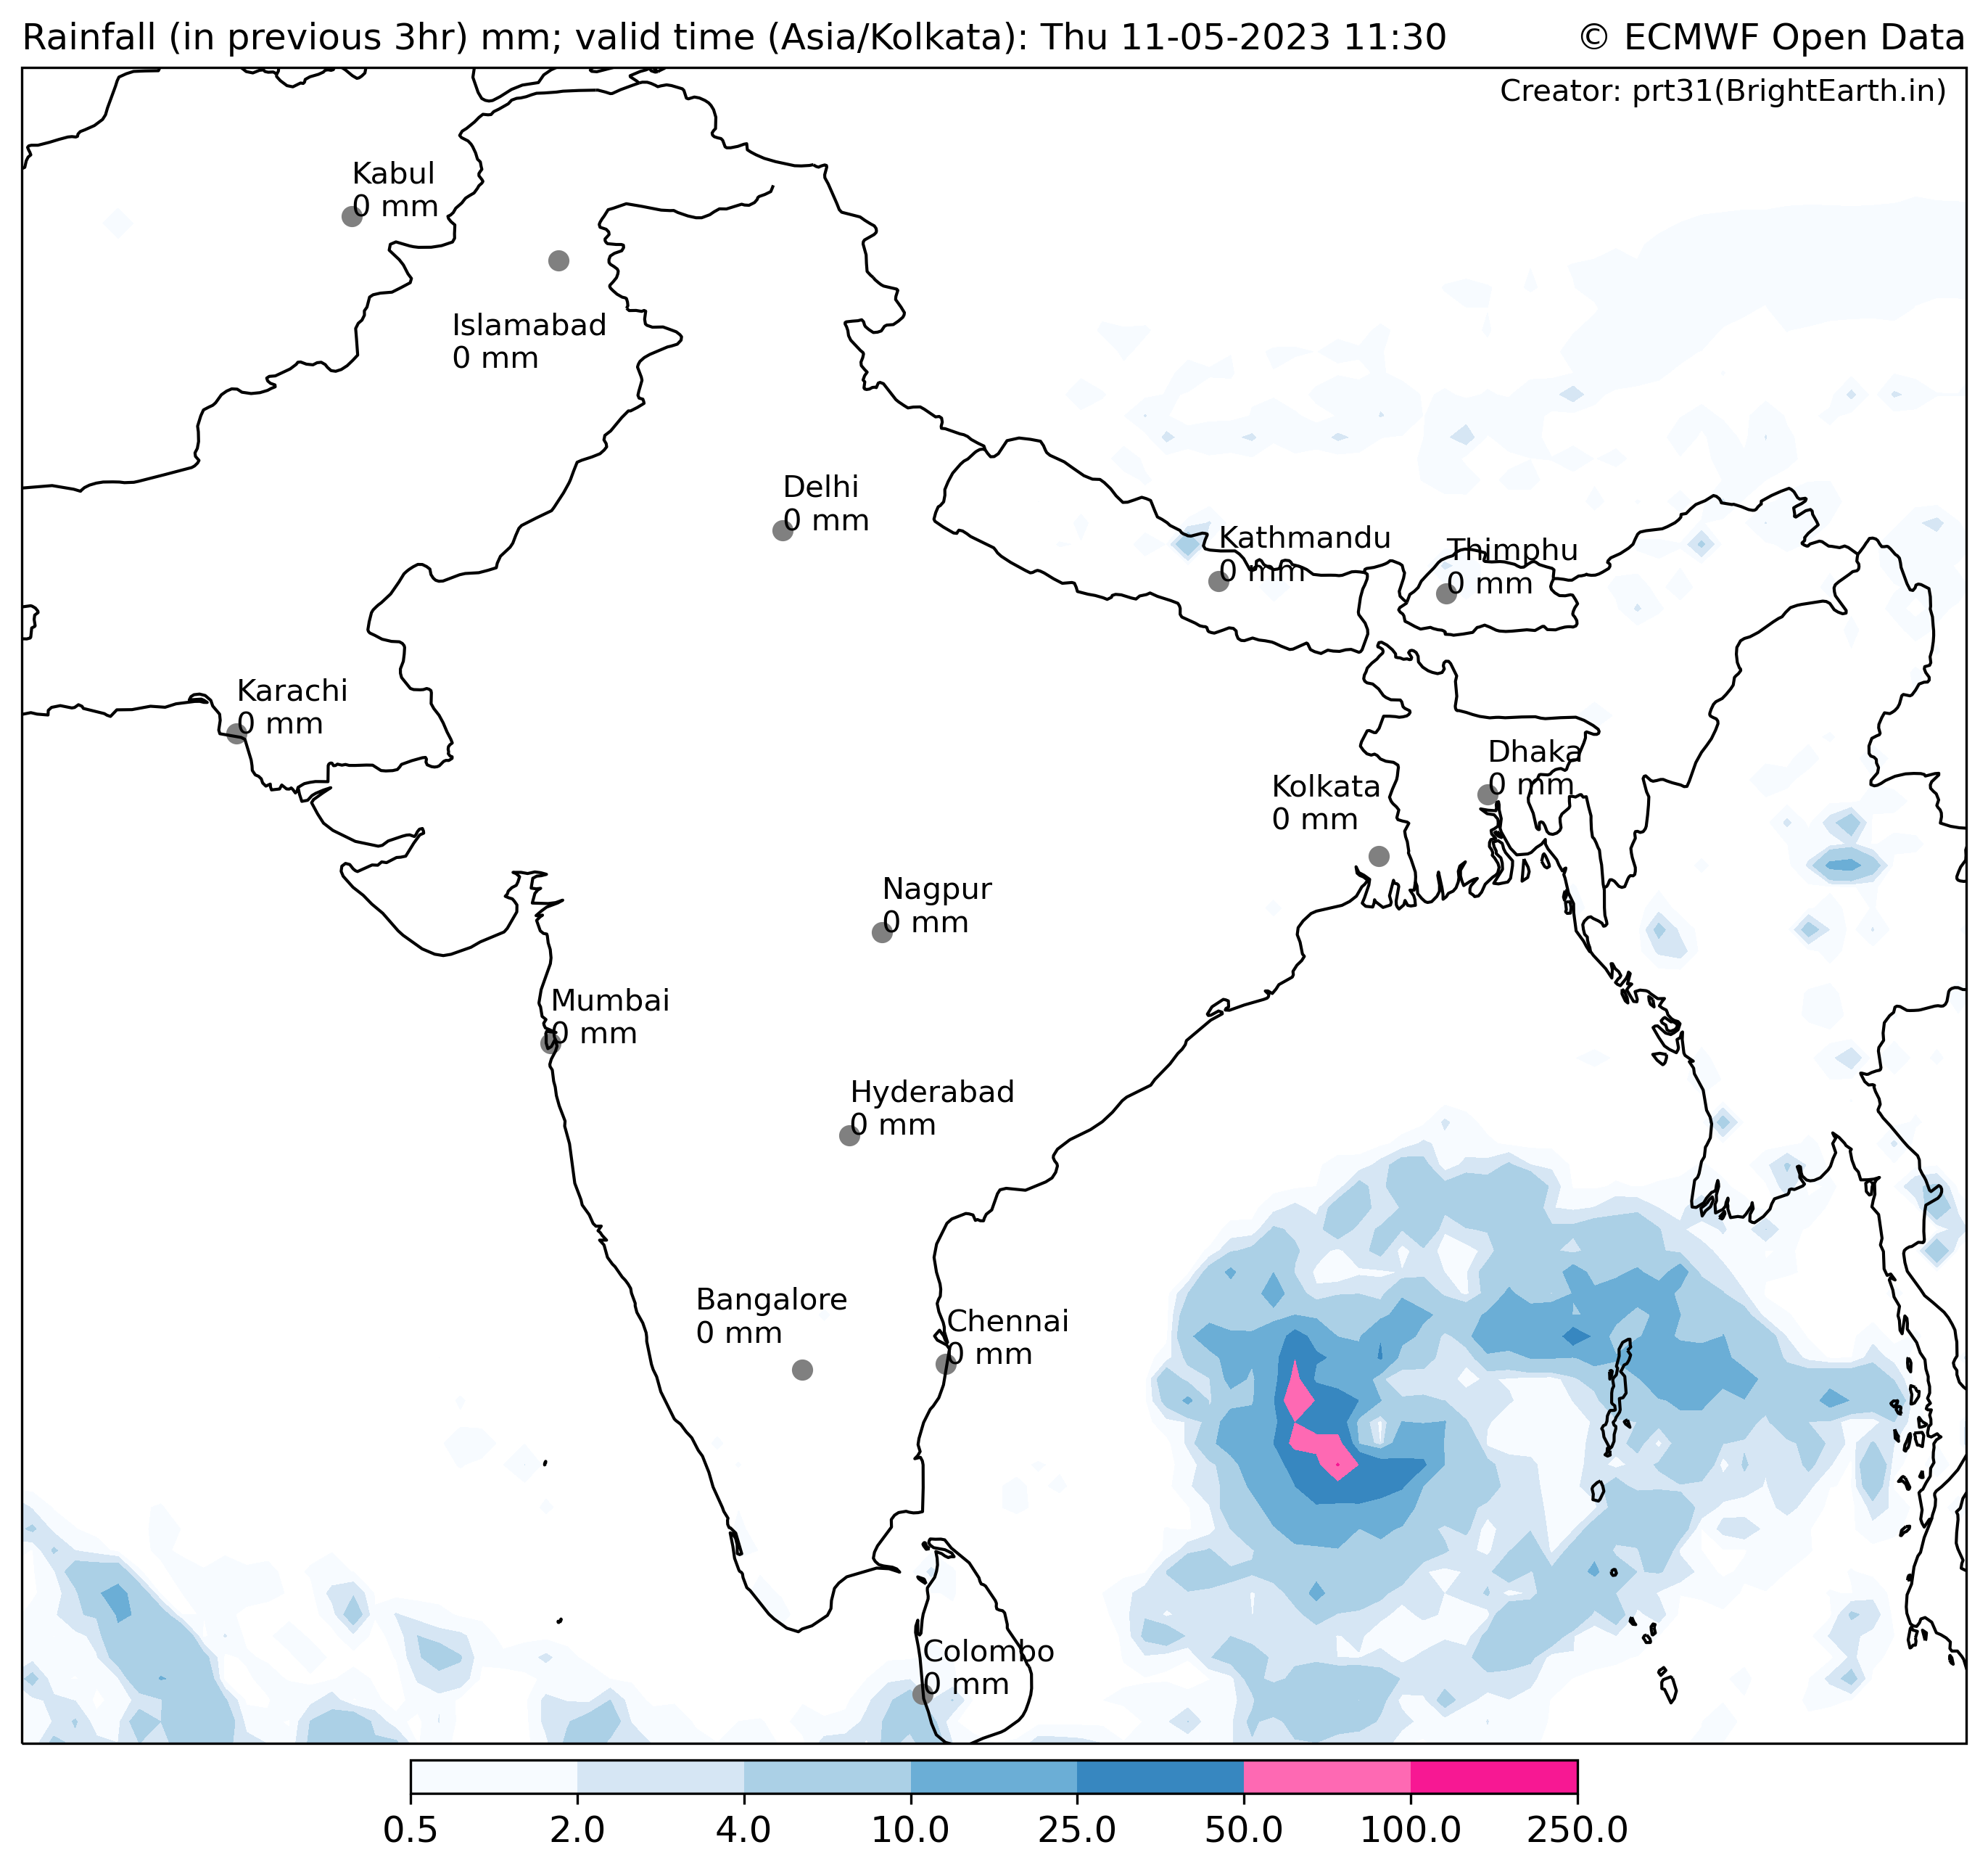 Rainfall (in previous 3hr) mm; valid time (Asia/Kolkata): Thu 11-05-2023 11:30
© ECMWF Open Data
Creator: prt31(BrightEarth.in)
Kabul
0 mm
Islamabad
0 mm
Delhi
0 mm
Kathmandu
0 mm
Thimphu
0 mm
Karachi
0 mm
Dhaka
0 mm
Kolkata
0 mm
Nagpur
0 mm
Mumbai
0 mm
Hyderabad
0 mm
Bangalore
0 mm
Chennai
0 mm
Colombo
0 mm
0.5 2.0 4.0 10.0 25.0 50.0 100.0 250.0